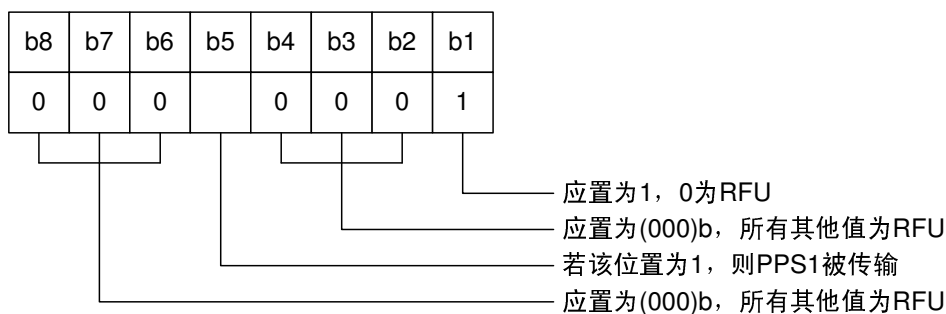 b8 b7 b6 b5 b4 b3 b2 b1
0 0 0 0 0 0 1
应置为1，0为RFU
应置为(000)b，所有其他值为RFU
若该位置为1，则PPS1被传输
应置为(000)b，所有其他值为RFU